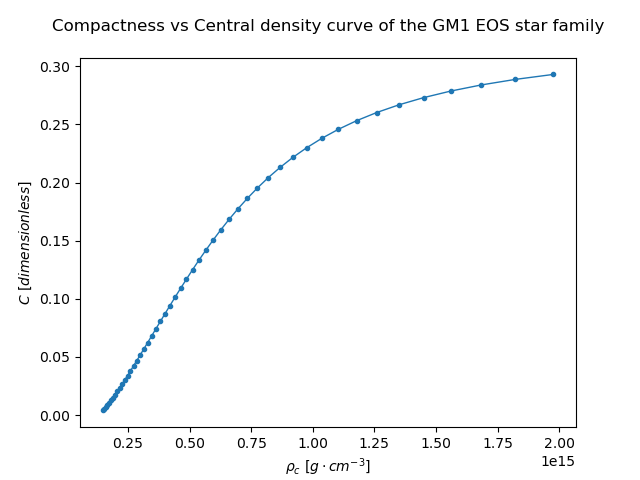 Compactness vs Central density curve of the GM1 EOS star family
0.30
0.25
0.20
0.15
0.10
0.05
0.00
C [dimensionless]
0.25 0.50 0.75 1.00 1.25 1.50 1.75 2.00
1e15
ρ_c [g · cm⁻³]